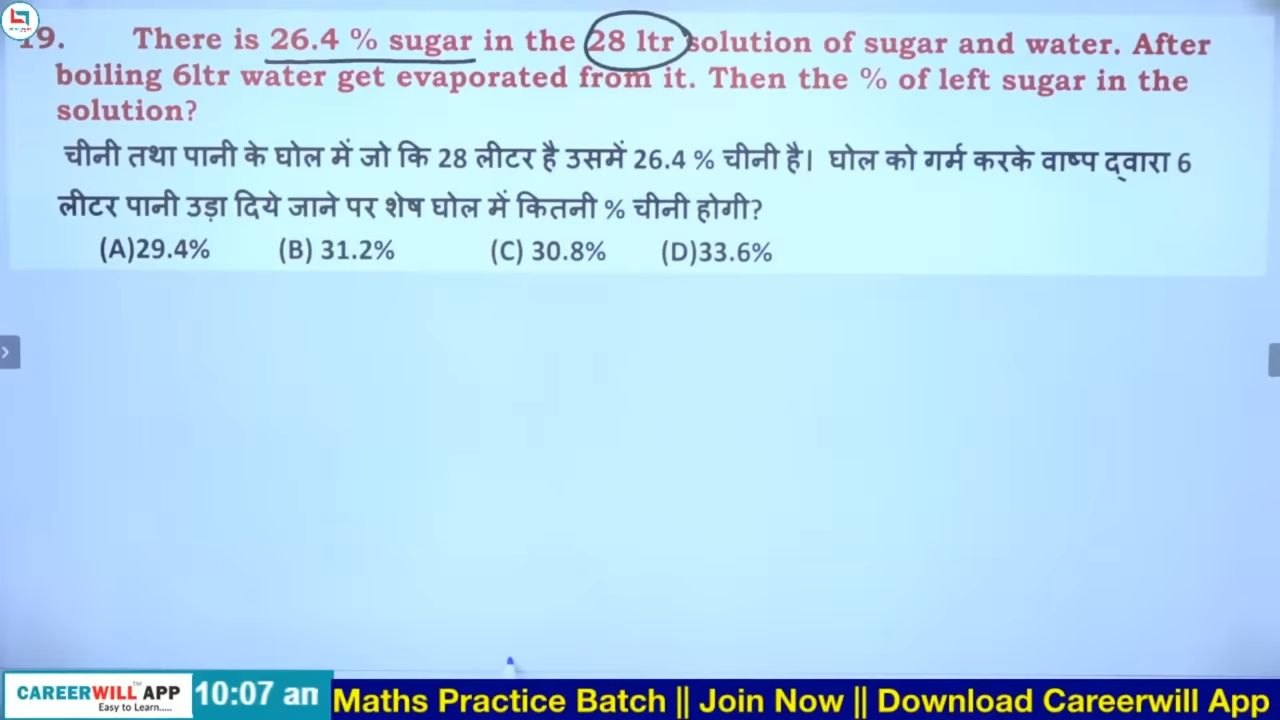 19. There is 26.4 % sugar in the 28 ltr solution of sugar and water. After
boiling 6ltr water get evaporated from it. Then the % of left sugar in the
solution?
चीनी तथा पानी के घोल में जो कि 28 लीटर है उसमें 26.4 % चीनी है। घोल को गर्म करके वाष्प द्वारा 6
लीटर पानी उड़ा दिये जाने पर शेष घोल में कितनी % चीनी होगी?
(A)29.4% (B) 31.2% (C) 30.8% (D)33.6%
CAREERWILL™ APP
Easy to Learn.....
10:07 an
Maths Practice Batch || Join Now || Download Careerwill App